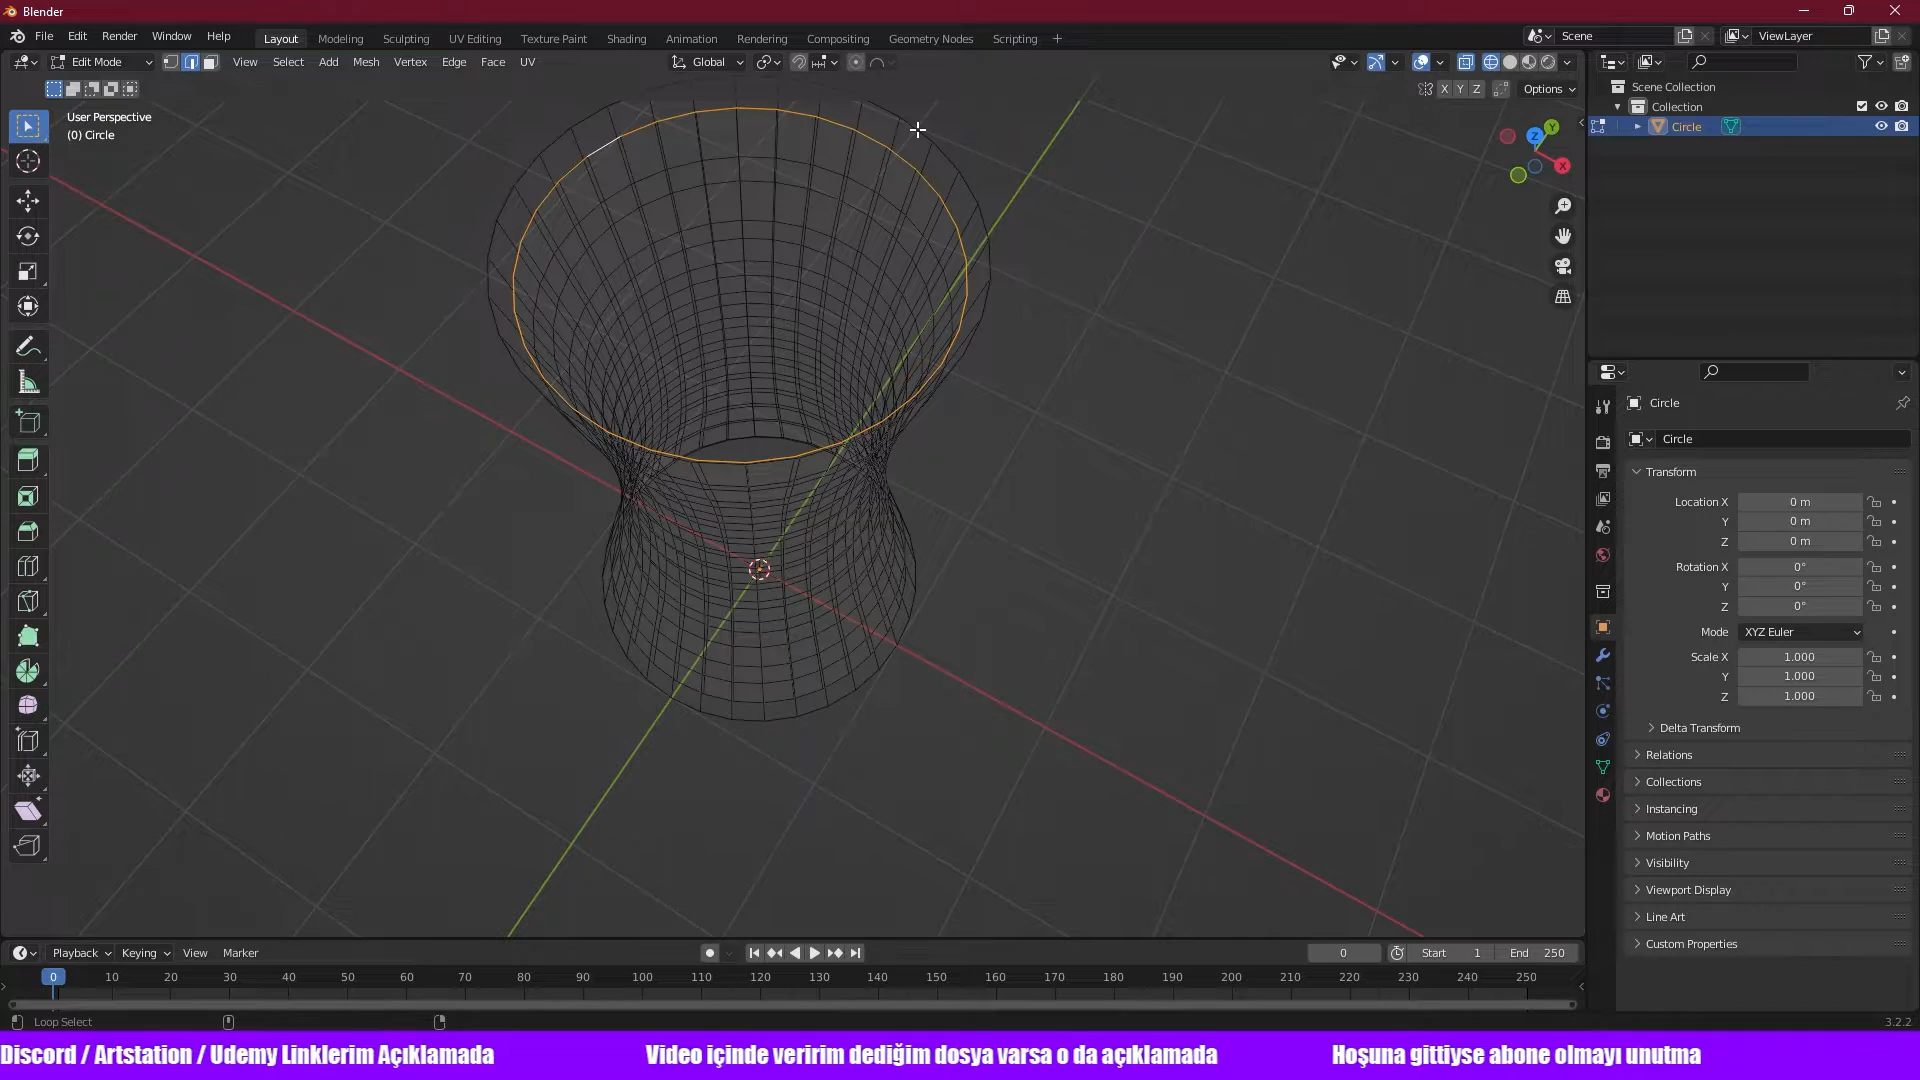 Blender
File Edit Render Window Help
Layout Modeling Sculpting UV Editing Texture Paint Shading Animation Rendering Compositing Geometry Nodes Scripting +
Scene
ViewLayer
Edit Mode
View Select Add Mesh Vertex Edge Face UV
Global
X Y Z
Options
User Perspective
(0) Circle
Y
Z
X
Scene Collection
Collection
Circle
Circle
Circle
Transform
Location X 0 m
Y 0 m
Z 0 m
Rotation X 0°
Y 0°
Z 0°
Mode XYZ Euler
Scale X 1.000
Y 1.000
Z 1.000
Delta Transform
Relations
Collections
Instancing
Motion Paths
Visibility
Viewport Display
Line Art
Custom Properties
Playback Keying View Marker
0
Start 1
End 250
0 10 20 30 40 50 60 70 80 90 100 110 120 130 140 150 160 170 180 190 200 210 220 230 240 250
Loop Select
3.2.2
Discord / Artstation / Udemy Linklerim Açıklamada
Video içinde veririm dediğim dosya varsa o da açıklamada
Hoşuna gittiyse abone olmayı unutma